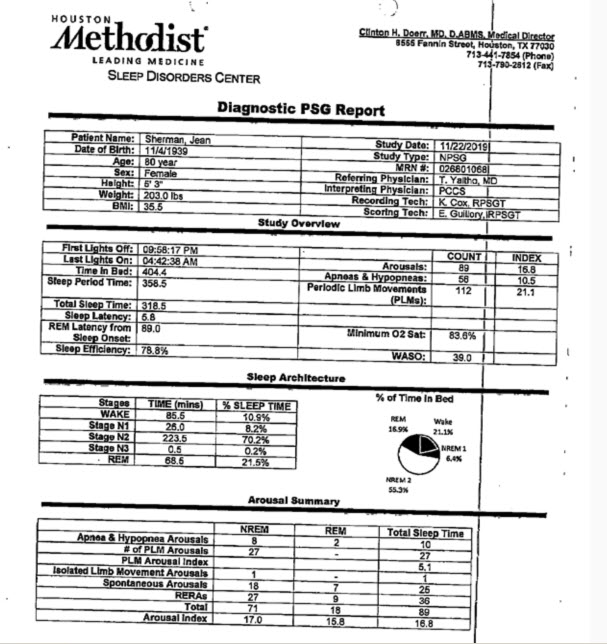 HOUSTON
Methodist
LEADING MEDICINE
SLEEP DISORDERS CENTER
Clinton H. Doerr, MD, D.ABMS, Medical Director
8555 Fannin Street, Houston, TX 77030
713-441-7854 (Phone)
713-790-2612 (Fax)
Diagnostic PSG Report
Patient Name: Sherman, Jean
Date of Birth: 11/4/1939
Age: 80 year
Sex: Female
Height: 5' 3"
Weight: 203.0 lbs
BMI: 35.5
Study Date: 11/22/2019
Study Type: NPSG
MRN #: 026801068
Referring Physician: T. Yaltho, MD
Interpreting Physician: PCCS
Recording Tech: K. Cox, RPSGT
Scoring Tech: E. Guillory, RPSGT
Study Overview
First Lights Off: 09:58:17 PM
Last Lights On: 04:42:38 AM
Time In Bed: 404.4
Sleep Period Time: 358.5
Total Sleep Time: 318.5
Sleep Latency: 5.8
REM Latency from Sleep Onset: 89.0
Sleep Efficiency: 78.8%
COUNT INDEX
Arousals: 89 16.8
Apneas & Hypopneas: 56 10.5
Periodic Limb Movements (PLMs): 112 21.1
Minimum O2 Sat: 83.6%
WASO: 39.0
Sleep Architecture
Stages TIME (mins) % SLEEP TIME
WAKE 85.5 10.9%
Stage N1 26.0 8.2%
Stage N2 223.5 70.2%
Stage N3 0.5 0.2%
REM 68.5 21.5%
% of Time In Bed
REM 16.9%
Wake 21.1%
NREM 1 6.4%
NREM 2 55.3%
Arousal Summary
NREM REM Total Sleep Time
Apnea & Hypopnea Arousals 8 2 10
# of PLM Arousals 27 - 27
PLM Arousal Index 5.1
Isolated Limb Movement Arousals 1 - 1
Spontaneous Arousals 18 7 25
RERAs 27 9 36
Total 71 18 89
Arousal Index 17.0 15.8 16.8